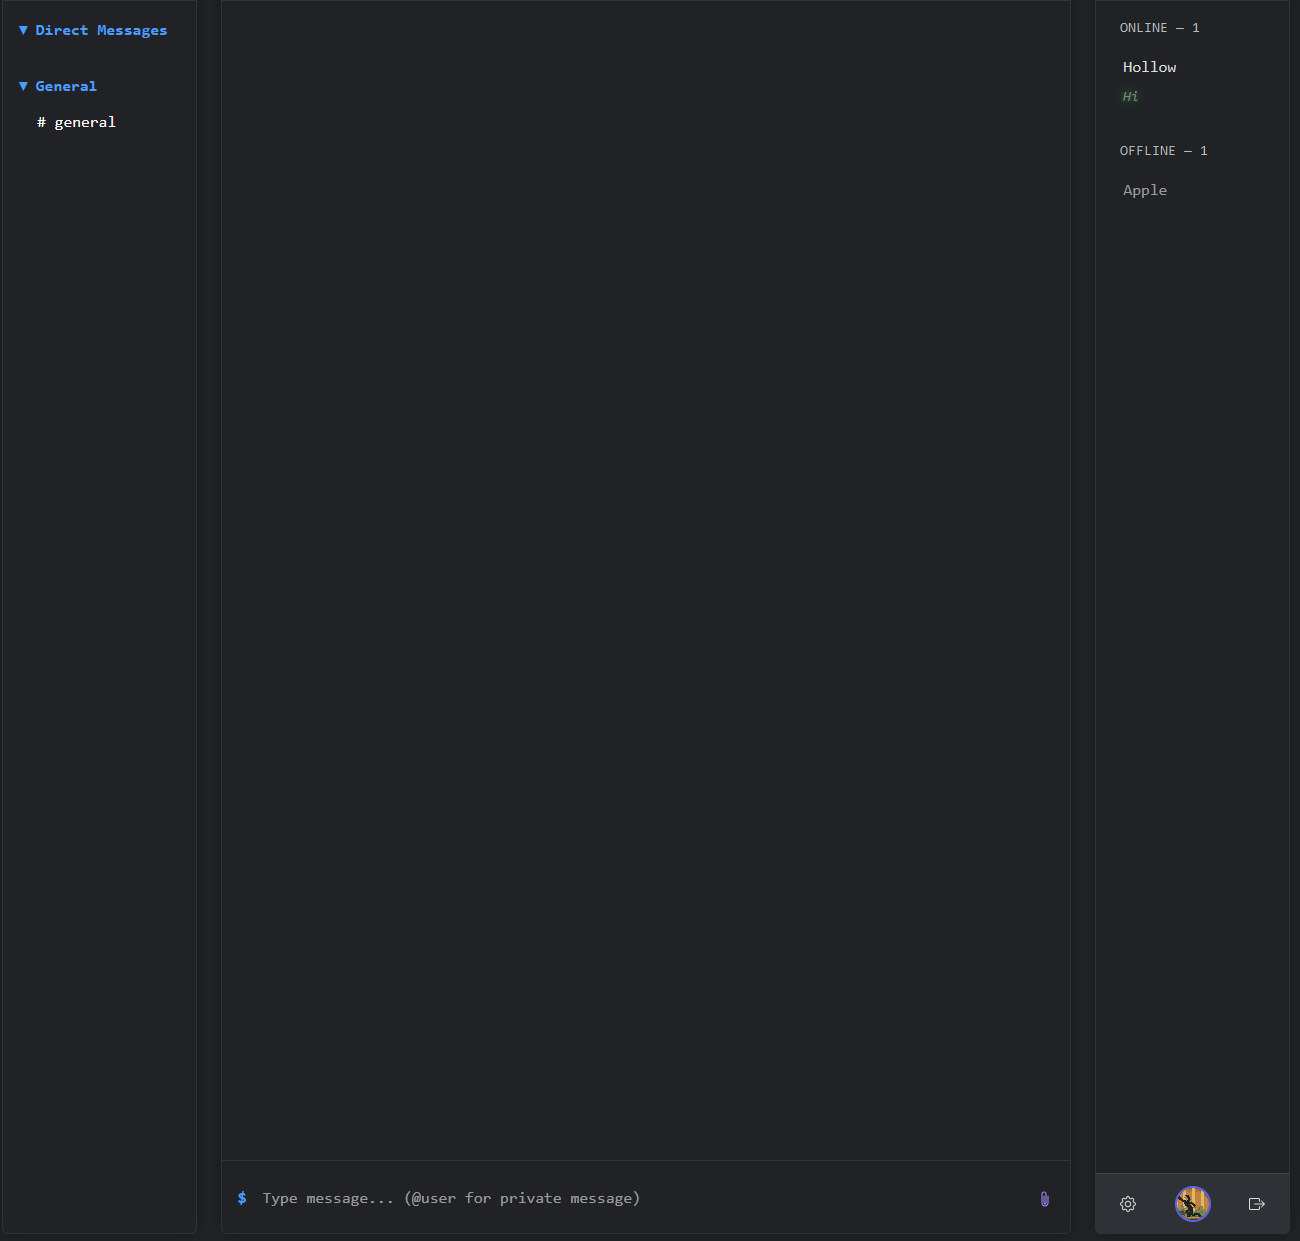 ▼ Direct Messages
▼ General
# general
$ Type message... (@user for private message)
ONLINE — 1
Hollow
Hi
OFFLINE — 1
Apple